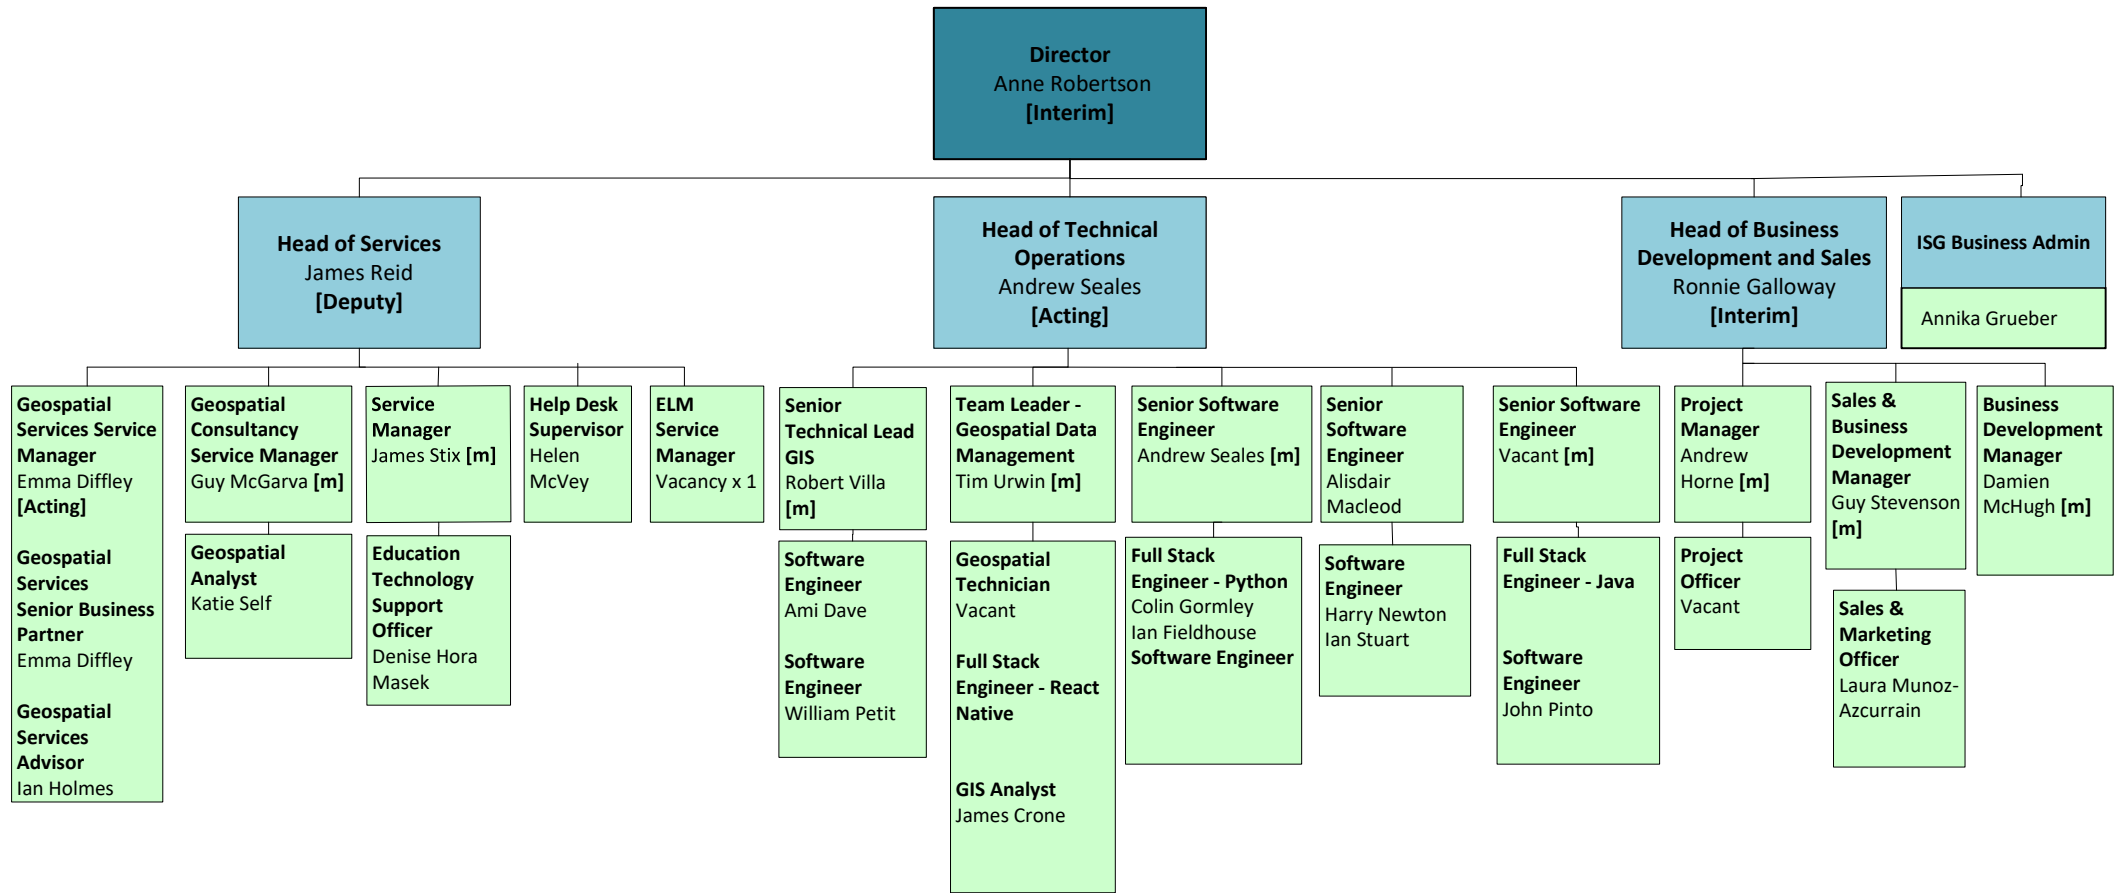 Director
Anne Robertson
[Interim]
Head of Services
James Reid
[Deputy]
Head of Technical
Operations
Andrew Seales
[Acting]
Head of Business
Development and Sales
Ronnie Galloway
[Interim]
ISG Business Admin
Annika Grueber
Geospatial
Services Service
Manager
Emma Diffley
[Acting]
Geospatial
Services
Senior Business
Partner
Emma Diffley
Geospatial
Services
Advisor
Ian Holmes
Geospatial
Consultancy
Service Manager
Guy McGarva [m]
Geospatial
Analyst
Katie Self
Service
Manager
James Stix [m]
Education
Technology
Support
Officer
Denise Hora
Masek
Help Desk
Supervisor
Helen
McVey
ELM
Service
Manager
Vacancy x 1
Senior
Technical Lead
GIS
Robert Villa
[m]
Software
Engineer
Ami Dave
Software
Engineer
William Petit
Team Leader -
Geospatial Data
Management
Tim Urwin [m]
Geospatial
Technician
Vacant
Full Stack
Engineer - React
Native
GIS Analyst
James Crone
Senior Software
Engineer
Andrew Seales [m]
Full Stack
Engineer - Python
Colin Gormley
Ian Fieldhouse
Software Engineer
Senior
Software
Engineer
Alisdair
Macleod
Software
Engineer
Harry Newton
Ian Stuart
Senior Software
Engineer
Vacant [m]
Full Stack
Engineer - Java
Software
Engineer
John Pinto
Project
Manager
Andrew
Horne [m]
Project
Officer
Vacant
Sales &
Business
Development
Manager
Guy Stevenson
[m]
Sales &
Marketing
Officer
Laura Munoz-
Azcurrain
Business
Development
Manager
Damien
McHugh [m]